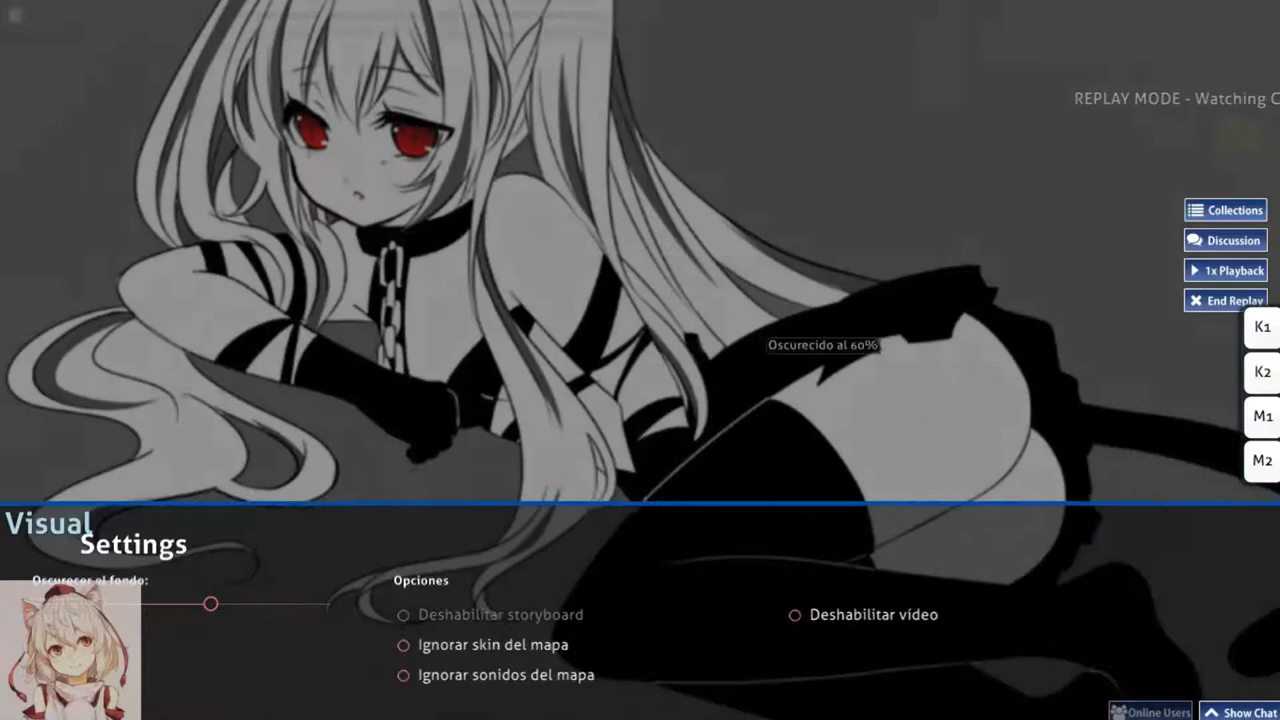 REPLAY MODE - Watching C
Collections
Discussion
1x Playback
End Replay
K1
K2
M1
M2
Oscurecido al 60%
Visual
Settings
Oscurecer el fondo:
Opciones
Deshabilitar storyboard
Deshabilitar vídeo
Ignorar skin del mapa
Ignorar sonidos del mapa
Online Users
Show Chat